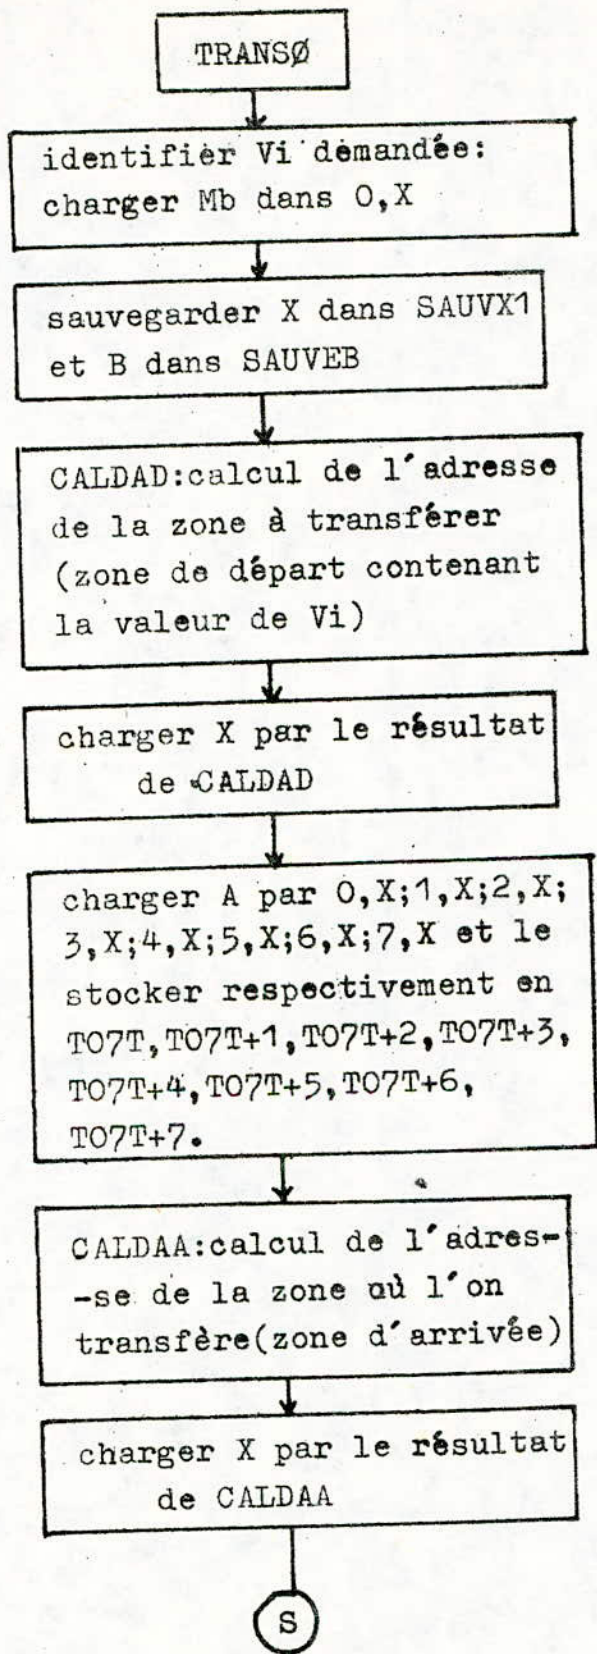 TRANSØ
identifier Vi demandée:
charger Mb dans 0,X
sauvegarder X dans SAUVX1
et B dans SAUVEB
CALDAD:calcul de l'adresse
de la zone à transférer
(zone de départ contenant
la valeur de Vi)
charger X par le résultat
de CALDAD
charger A par 0,X;1,X;2,X;
3,X;4,X;5,X;6,X;7,X et le
stocker respectivement en
TO7T,TO7T+1,TO7T+2,TO7T+3,
TO7T+4,TO7T+5,TO7T+6,
TO7T+7.
CALDAA:calcul de l'adres-
-se de la zone où l'on
transfère(zone d'arrivée)
charger X par le résultat
de CALDAA
S